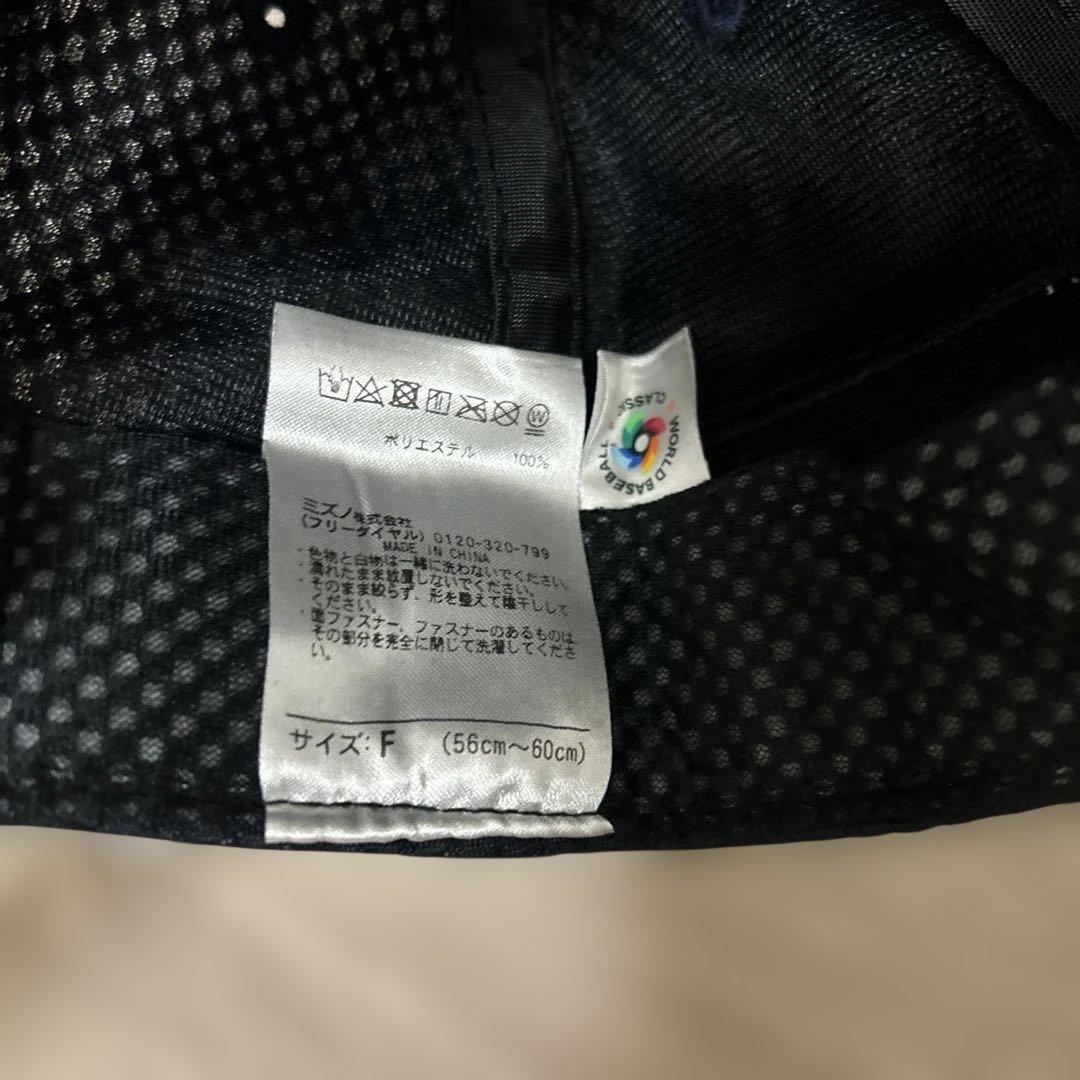 ポリエステル 100%
ミズノ株式会社
(フリーダイヤル) 0120-320-799
MADE IN CHINA
・色物と白物は一緒に洗わないでください。
・濡れたまま放置しないでください。
・そのまま絞らず、形を整えて陰干しして
ください。
・面ファスナー、ファスナーのあるものは
その部分を完全に閉じて洗濯してくださ
い。
サイズ: F (56cm～60cm)
WORLD BASEBALL
CLASSIC
W